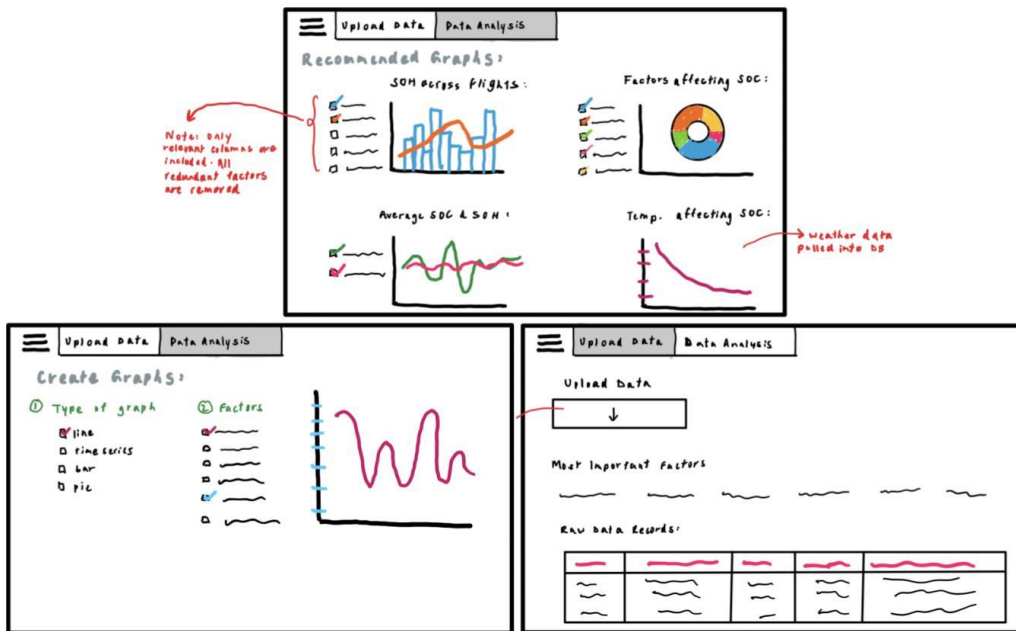 Upload Data
Data Analysis
Recommended Graphs:
SOH across flights:
Factors affecting SOC:
Note: only
relevant columns are
included. All
redundant factors
are removed
Average SOC & SOH:
Temp. affecting SOC:
weather data
pulled into DB
Upload Data
Data Analysis
Create Graphs:
① Type of graph
② Factors
line
time series
bar
pie
Upload Data
Data Analysis
Upload Data
Most Important Factors
Raw Data Records: